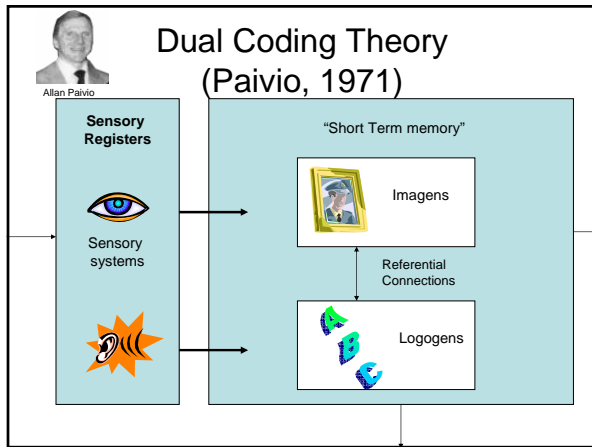 Dual Coding Theory
(Paivio, 1971)
Allan Paivio
Sensory
Registers
Sensory
systems
“Short Term memory”
Imagens
Referential
Connections
A
B
C
Logogens